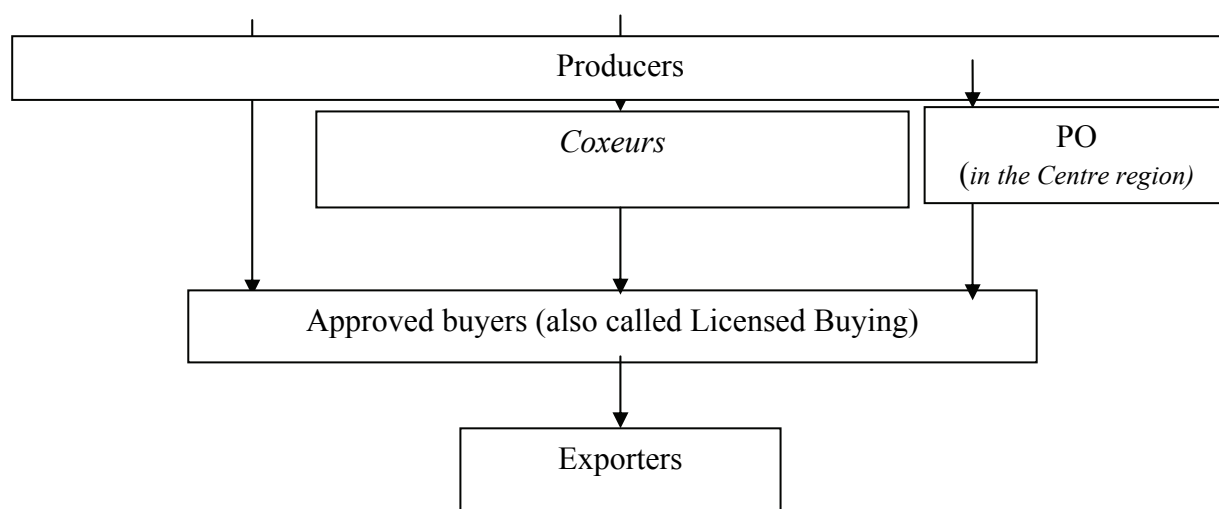 Producers
Coxeurs
PO
(in the Centre region)
Approved buyers (also called Licensed Buying)
Exporters